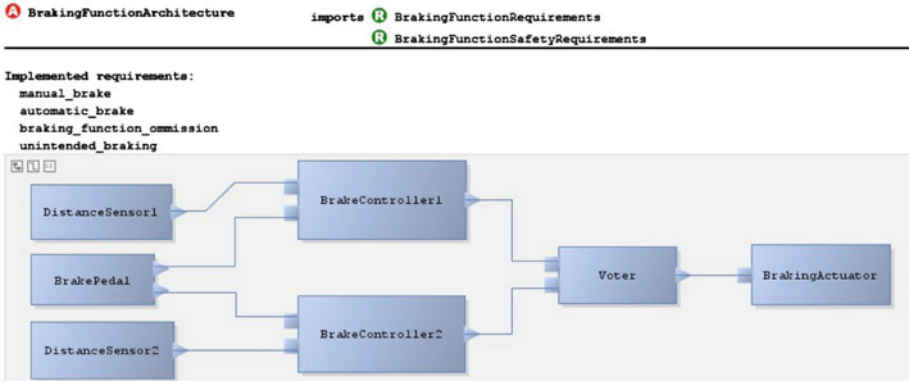 A BrakingFunctionArchitecture imports R BrakingFunctionRequirements
R BrakingFunctionSafetyRequirements
Implemented requirements:
manual_brake
automatic_brake
braking_function_ommission
unintended_braking
DistanceSensor1
BrakeController1
BrakePedal
Voter
BrakingActuator
BrakeController2
DistanceSensor2